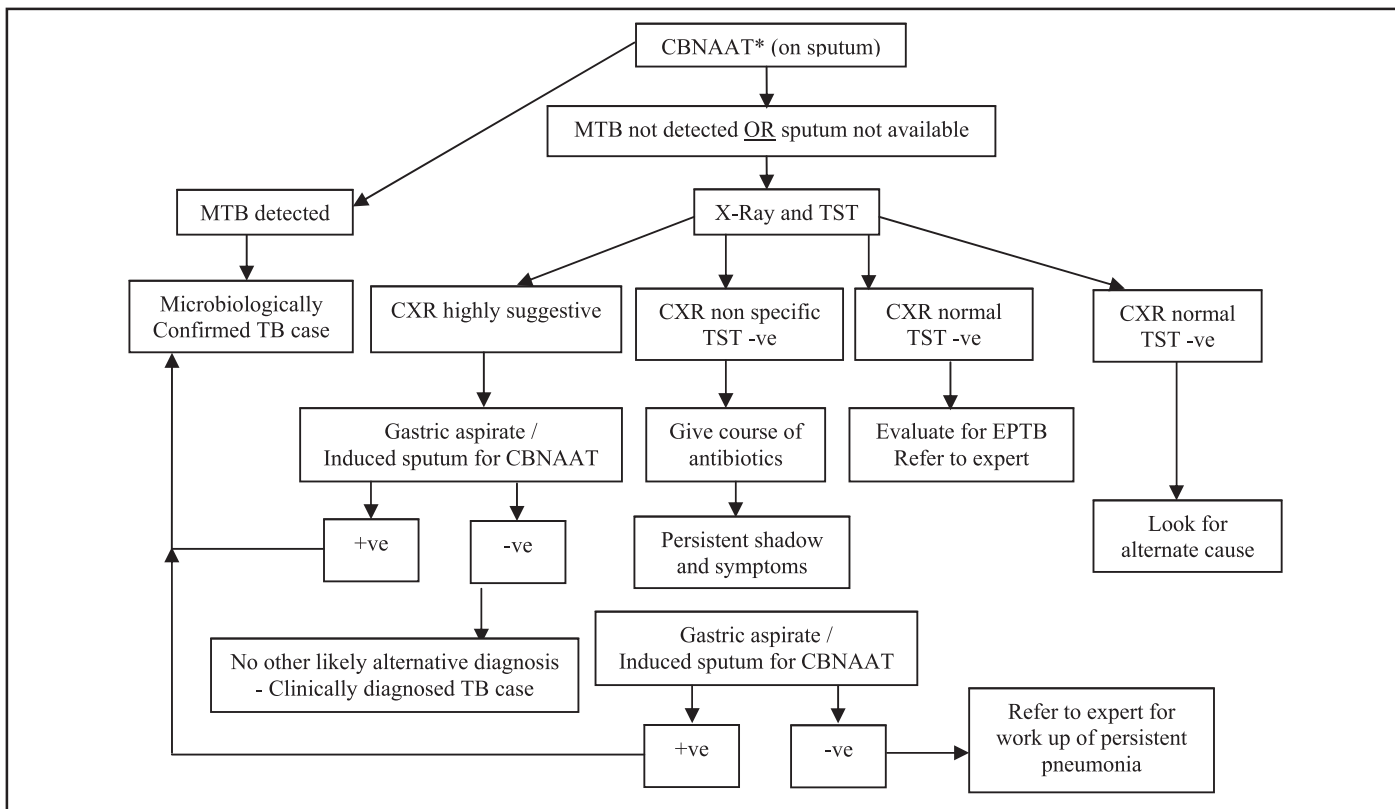 CBNAAT* (on sputum)
MTB not detected OR sputum not available
MTB detected
X-Ray and TST
Microbiologically
Confirmed TB case
CXR highly suggestive
CXR non specific
TST -ve
CXR normal
TST -ve
CXR normal
TST -ve
Gastric aspirate /
Induced sputum for CBNAAT
Give course of
antibiotics
Evaluate for EPTB
Refer to expert
Look for
alternate cause
+ve
-ve
Persistent shadow
and symptoms
No other likely alternative diagnosis
- Clinically diagnosed TB case
Gastric aspirate /
Induced sputum for CBNAAT
+ve
-ve
Refer to expert for
work up of persistent
pneumonia